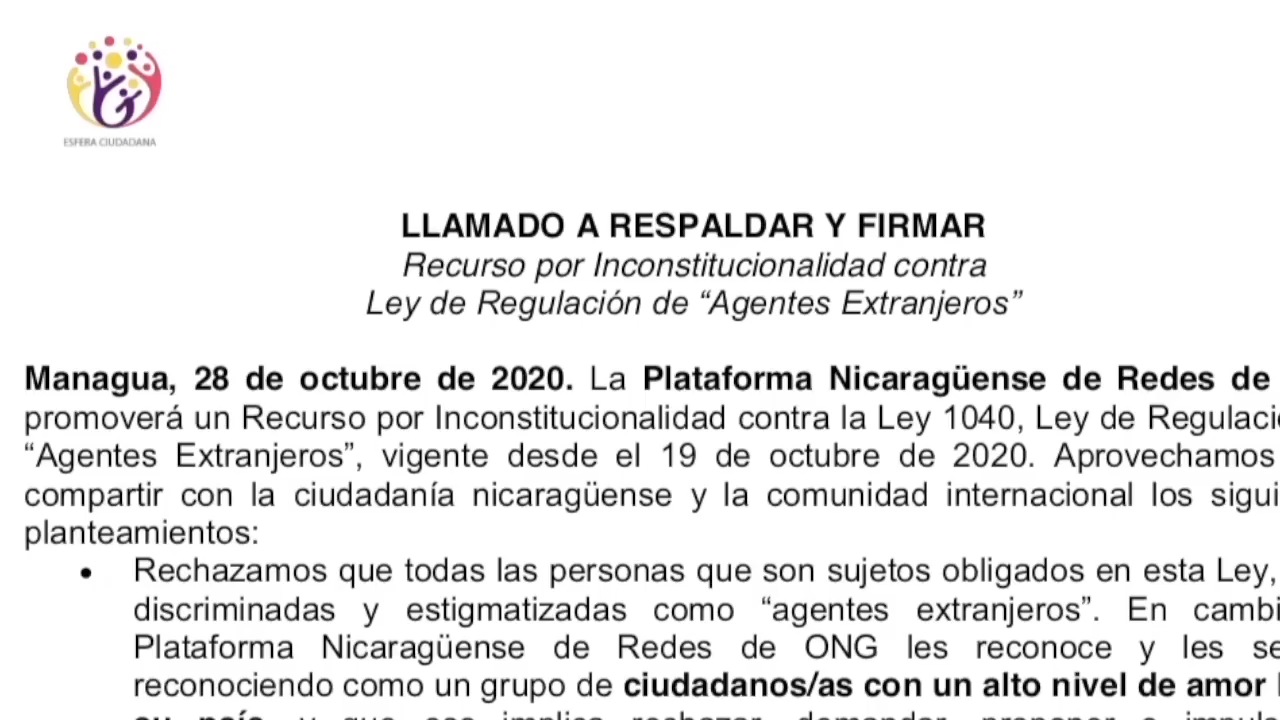 ESFERA CIUDADANA
LLAMADO A RESPALDAR Y FIRMAR
Recurso por Inconstitucionalidad contra
Ley de Regulación de “Agentes Extranjeros”
Managua, 28 de octubre de 2020. La Plataforma Nicaragüense de Redes de
promoverá un Recurso por Inconstitucionalidad contra la Ley 1040, Ley de
“Agentes Extranjeros”, vigente desde el 19 de octubre de 2020. Aprovechamos
compartir con la ciudadanía nicaragüense y la comunidad internacional los
planteamientos:
• Rechazamos que todas las personas que son sujetos obligados en esta Ley,
discriminadas y estigmatizadas como “agentes extranjeros”. En
Plataforma Nicaragüense de Redes de ONG les reconoce y les
reconociendo como un grupo de ciudadanos/as con un alto nivel de amor